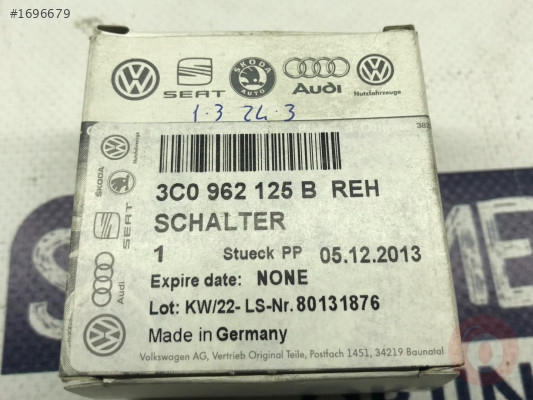 #1696679
SEAT
SKODA
AUTO
Audi
Nutzfahrzeuge
1-3 24-3
3C0 962 125 B REH
SCHALTER
1 Stueck PP 05.12.2013
Expire date: NONE
Lot: KW/22- LS-Nr. 80131876
Made in Germany
Volkswagen AG, Vertrieb Original Teile, Postfach 1451, 34219 Baunatal
SKODA
SEAT
Audi